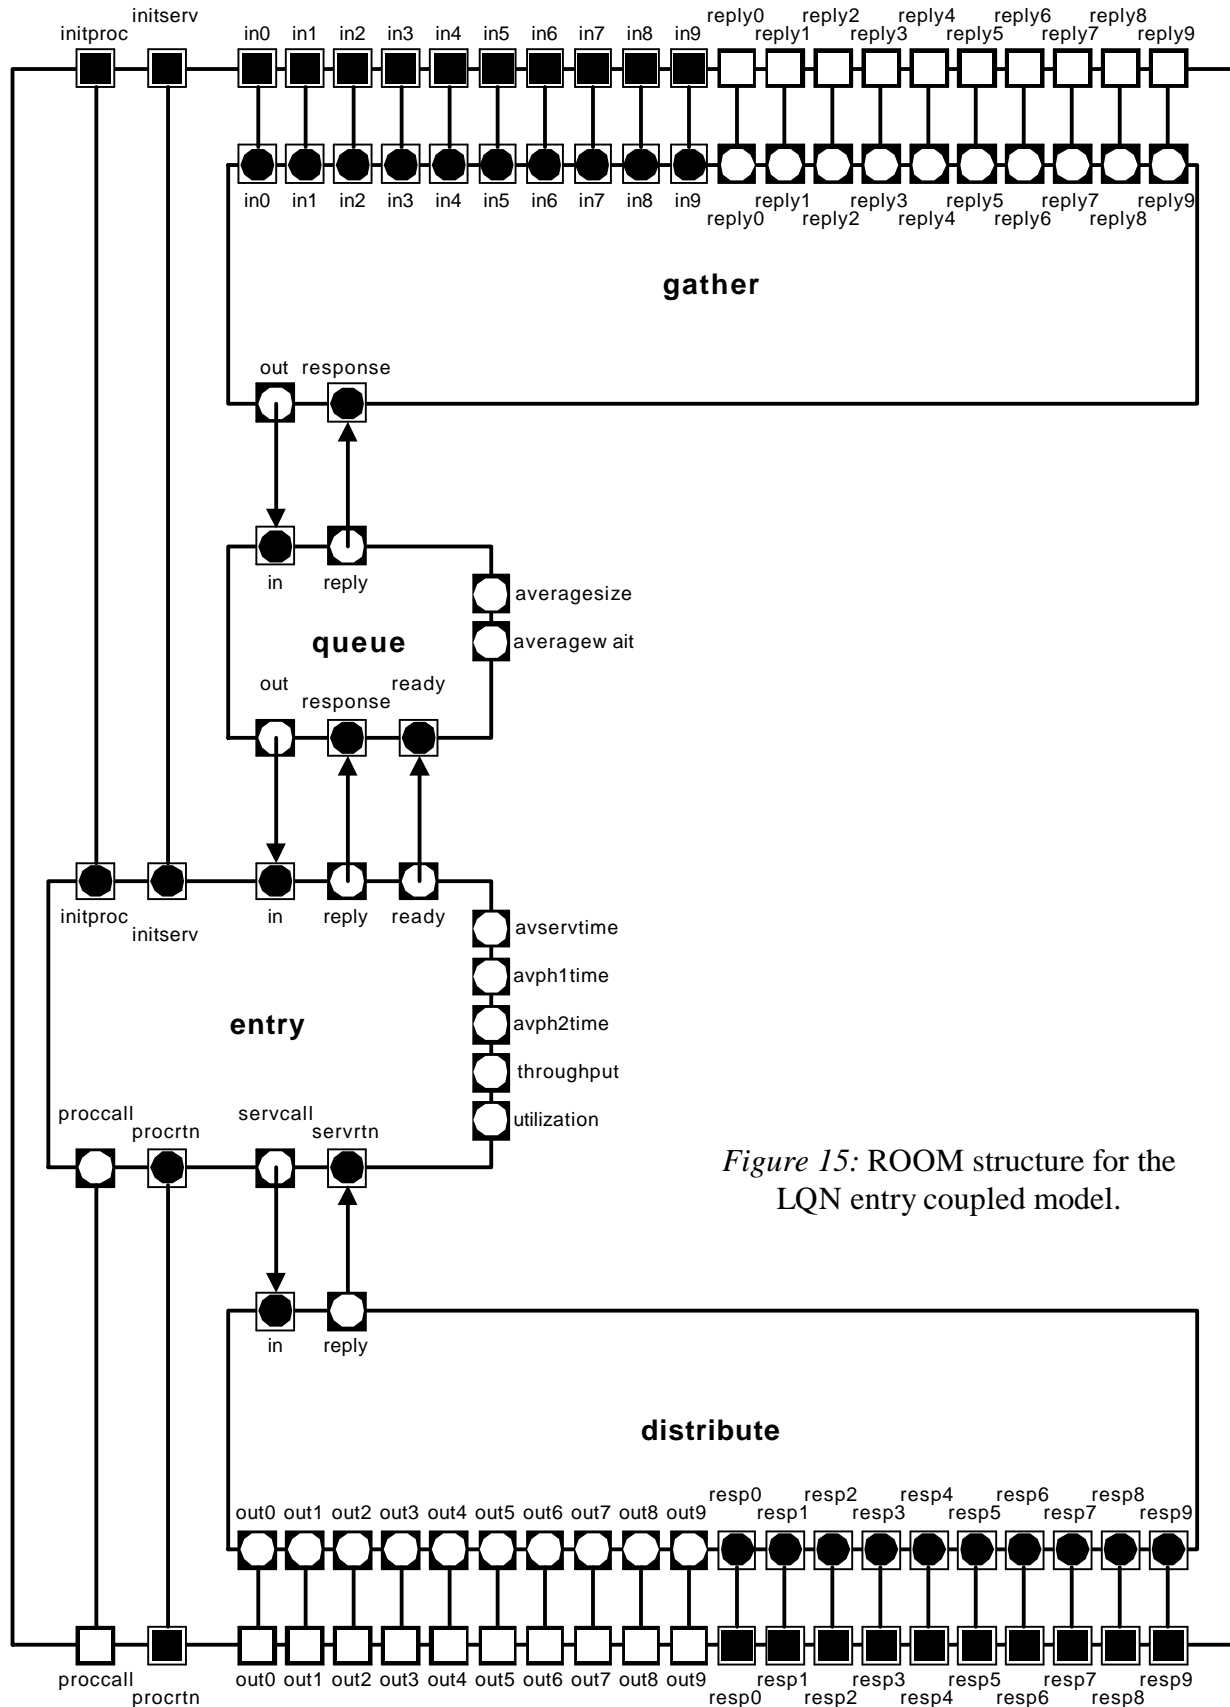 initserv reply0 reply2 reply4 reply6 reply8
initproc in0 in1 in2 in3 in4 in5 in6 in7 in8 in9 reply1 reply3 reply5 reply7 reply9
in0 in1 in2 in3 in4 in5 in6 in7 in8 in9 reply1 reply3 reply5 reply7 reply9
reply0 reply2 reply4 reply6 reply8
gather
out response
in reply
averagesize
queue
averagew ait
out ready
response
initproc in reply ready
initserv
avservtime
avph1time
entry
avph2time
throughput
proccall servcall
utilization
procrtn servrtn
Figure 15: ROOM structure for the
LQN entry coupled model.
in reply
distribute
resp0 resp2 resp4 resp6 resp8
out0 out1 out2 out3 out4 out5 out6 out7 out8 out9 resp1 resp3 resp5 resp7 resp9
proccall out0 out1 out2 out3 out4 out5 out6 out7 out8 out9 resp1 resp3 resp5 resp7 resp9
procrtn resp0 resp2 resp4 resp6 resp8